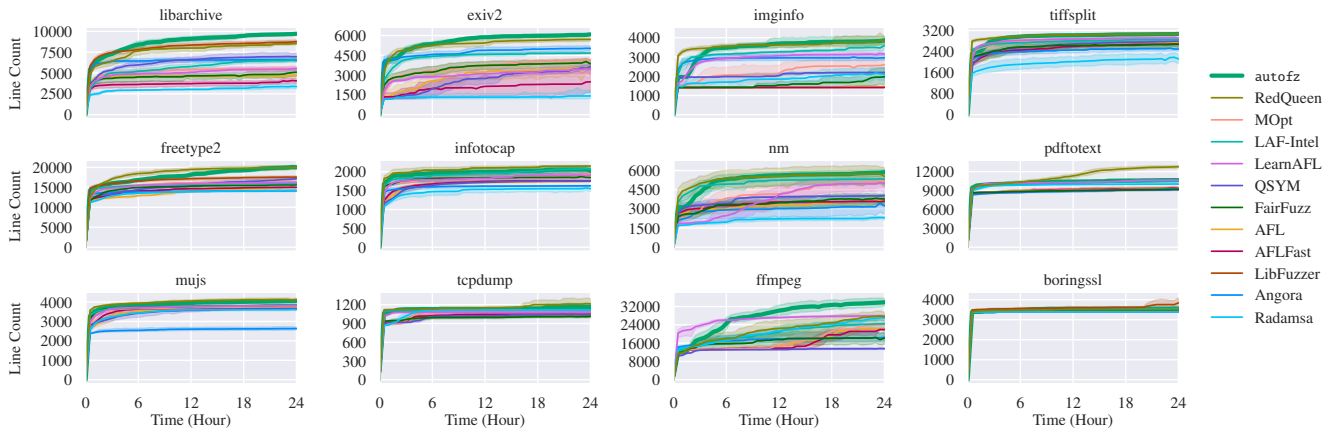 libarchive
exiv2
imginfo
tiffsplit
Line Count
10000
7500
5000
2500
0
6000
4500
3000
1500
0
4000
3000
2000
1000
0
3200
2400
1600
800
0
freetype2
infotocap
nm
pdftotext
Line Count
20000
15000
10000
5000
0
2000
1500
1000
500
0
6000
4500
3000
1500
0
12000
9000
6000
3000
0
mujs
tcpdump
ffmpeg
boringssl
Line Count
4000
3000
2000
1000
0
1200
900
600
300
0
32000
24000
16000
8000
0
4000
3000
2000
1000
0
0 6 12 18 24
0 6 12 18 24
0 6 12 18 24
0 6 12 18 24
Time (Hour)
Time (Hour)
Time (Hour)
Time (Hour)
autofz
RedQueen
MOpt
LAF-Intel
LearnAFL
QSYM
FairFuzz
AFL
AFLFast
LibFuzzer
Angora
Radamsa